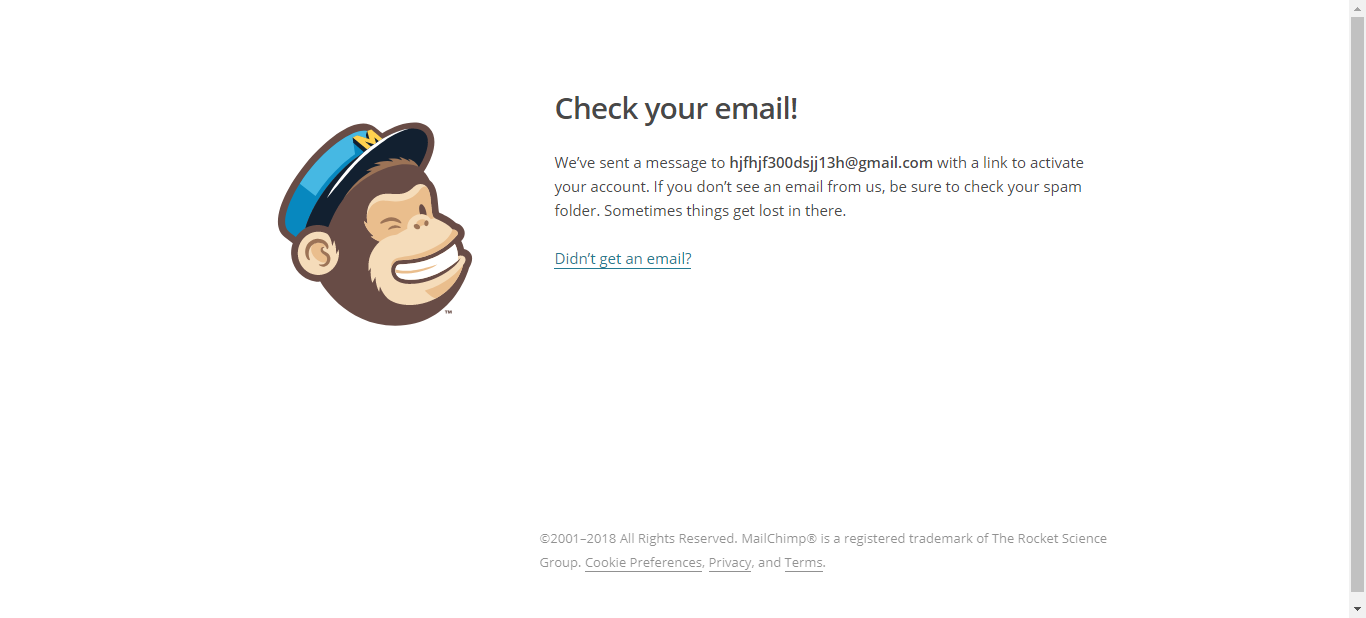 Check your email!
M
We’ve sent a message to hjfhjf300dsjj13h@gmail.com with a link to activate
your account. If you don’t see an email from us, be sure to check your spam
folder. Sometimes things get lost in there.
Didn’t get an email?
™
©2001–2018 All Rights Reserved. MailChimp® is a registered trademark of The Rocket Science
Group. Cookie Preferences, Privacy, and Terms.